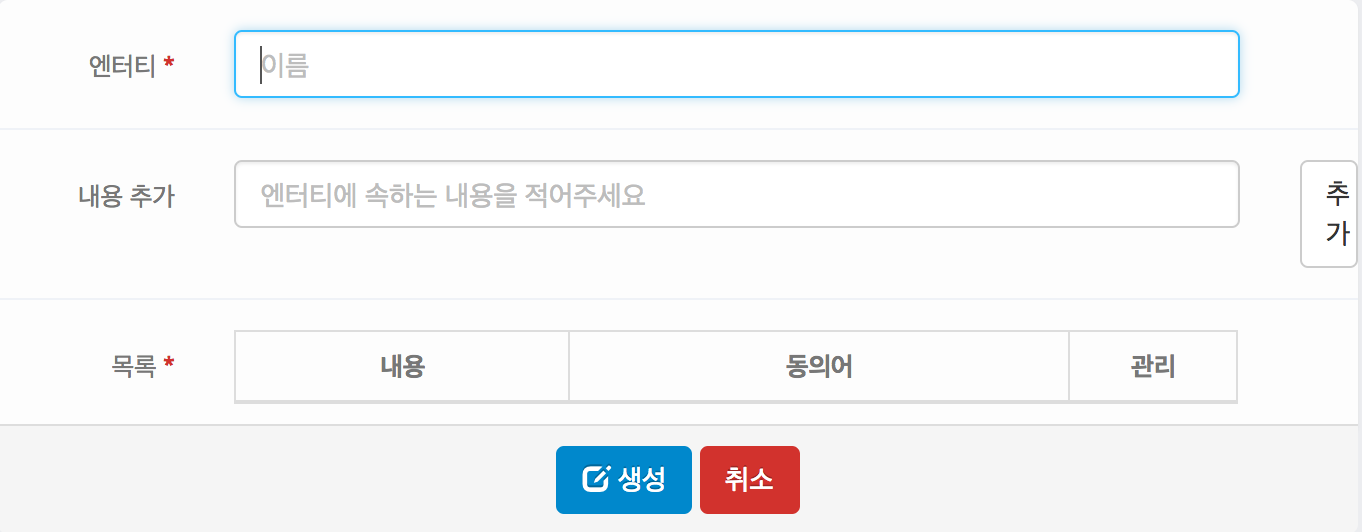 엔터티 *
이름
내용 추가
엔터티에 속하는 내용을 적어주세요
추
가
목록 *
내용 동의어 관리
생성 취소